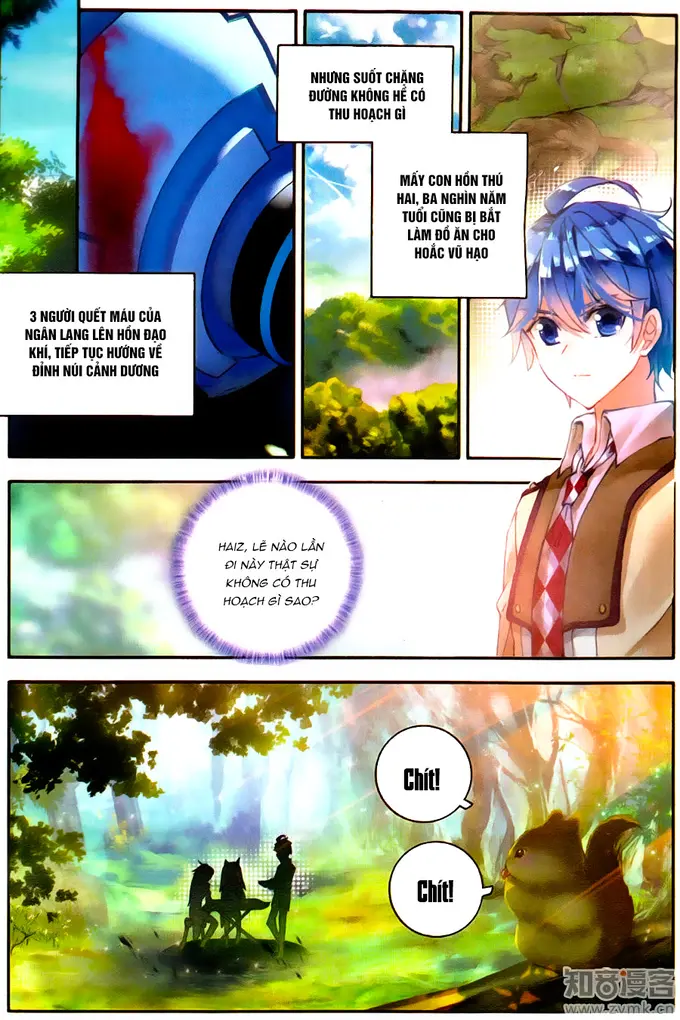 3 NGƯỜI QUẾT MÁU CỦA
NGÂN LANG LÊN HỒN ĐẠO
KHÍ, TIẾP TỤC HƯỚNG VỀ
ĐỈNH NÚI CẢNH DƯƠNG
NHƯNG SUỐT CHẶNG
ĐƯỜNG KHÔNG HỀ CÓ
THU HOẠCH GÌ
MẤY CON HỒN THÚ
HAI, BA NGHÌN NĂM
TUỔI CŨNG BỊ BẮT
LÀM ĐỒ ĂN CHO
HOẮC VŨ HẠO
HAIZ, LẼ NÀO LẦN
ĐI NÀY THẬT SỰ
KHÔNG CÓ THU
HOẠCH GÌ SAO?
Chít!
Chít!
知音漫客
www.zymk.cn